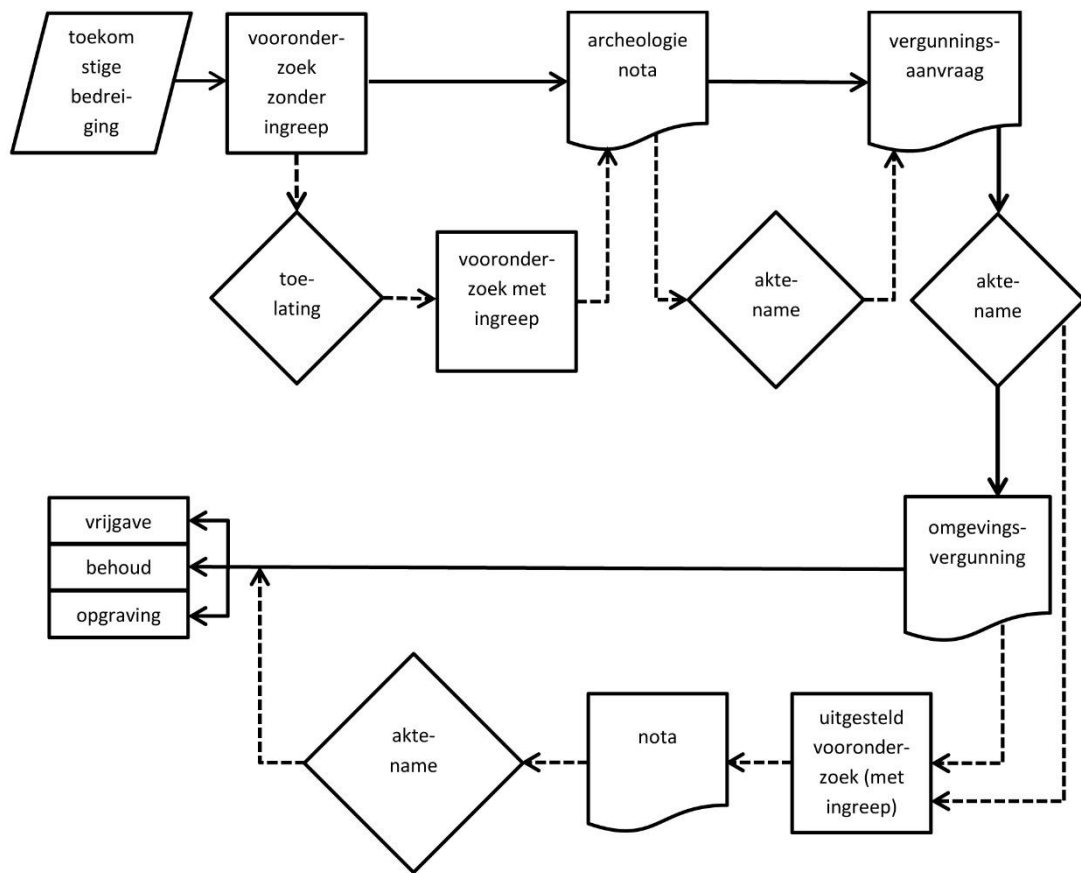 toekom
stige
bedrei-
ging
vooronder-
zoek
zonder
ingreep
archeologie
nota
vergunnings-
aanvraag
toe-
lating
vooronder-
zoek met
ingreep
akte-
name
akte-
name
vrijgave
behoud
opgraving
omgevings-
vergunning
akte-
name
nota
uitgesteld
vooronder-
zoek (met
ingreep)